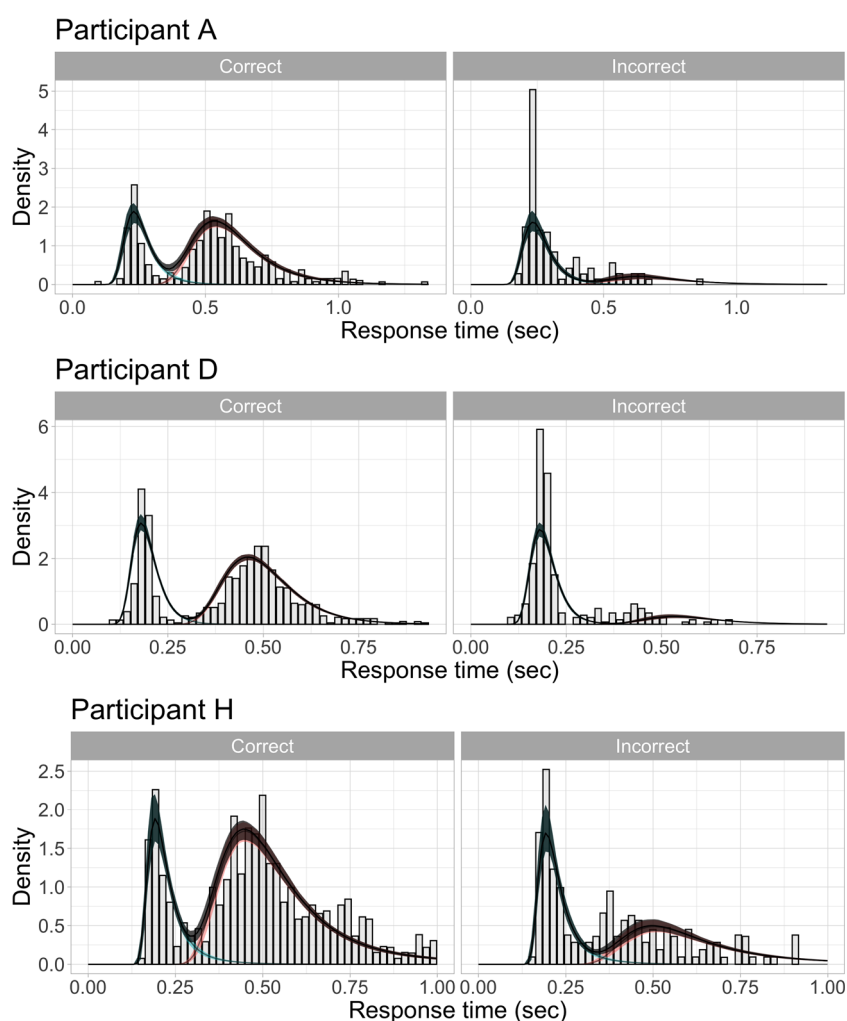 Participant A
Correct Incorrect
5
4
3
2
1
0
0.0 0.5 1.0 0.0 0.5 1.0
Density
Response time (sec)
Participant D
Correct Incorrect
6
4
2
0
0.00 0.25 0.50 0.75 0.00 0.25 0.50 0.75
Density
Response time (sec)
Participant H
Correct Incorrect
2.5
2.0
1.5
1.0
0.5
0.0
0.00 0.25 0.50 0.75 1.00 0.00 0.25 0.50 0.75 1.00
Density
Response time (sec)